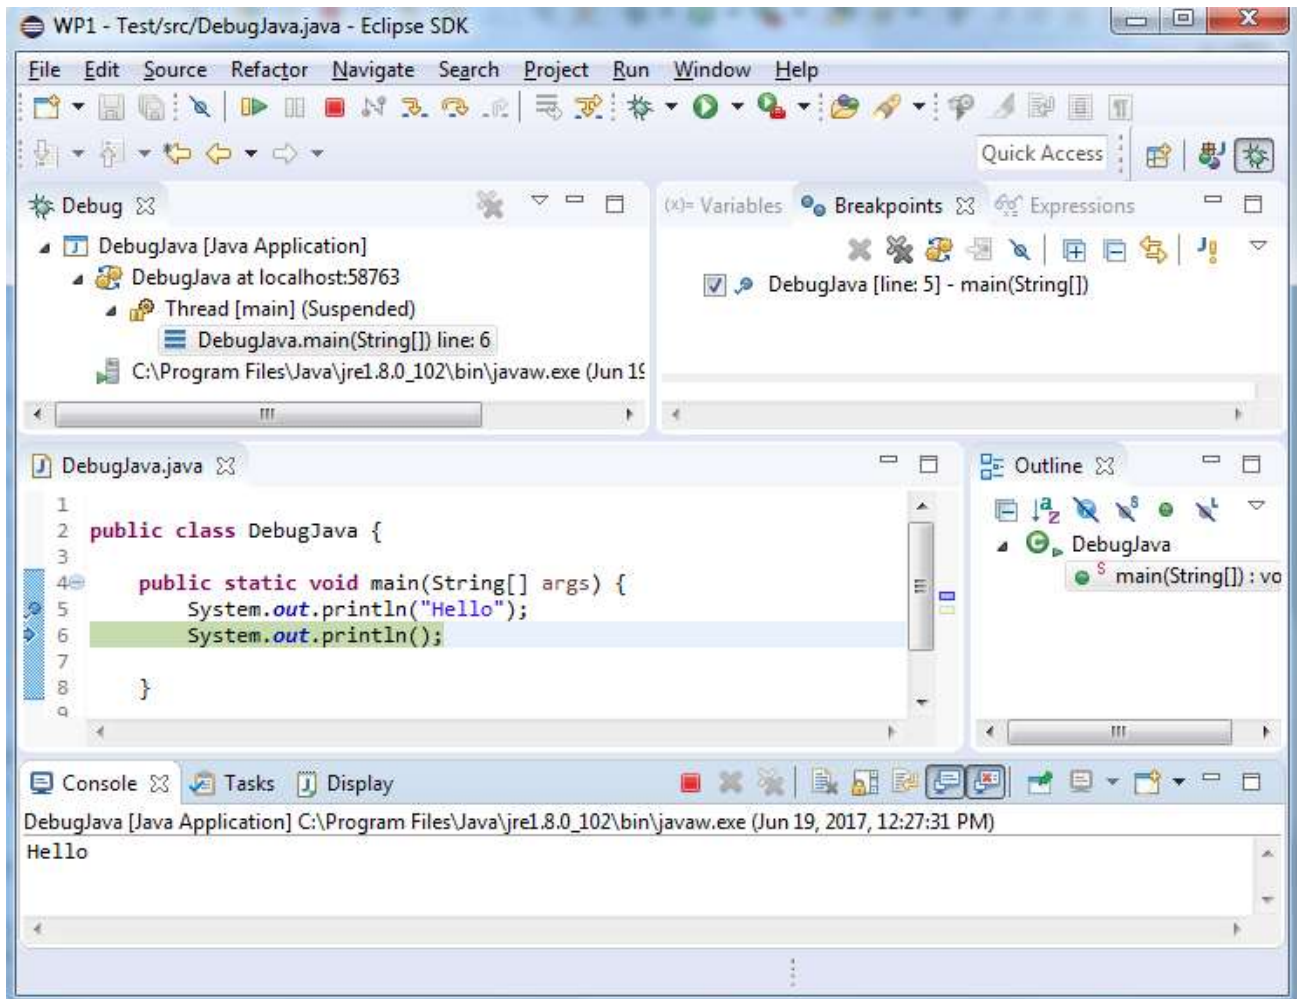 WP1 - Test/src/DebugJava.java - Eclipse SDK
File Edit Source Refactor Navigate Search Project Run Window Help
Quick Access
Debug
(x)= Variables Breakpoints Expressions
DebugJava [Java Application]
DebugJava at localhost:58763
Thread [main] (Suspended)
DebugJava.main(String[]) line: 6
C:\Program Files\Java\jre1.8.0_102\bin\javaw.exe (Jun 19
DebugJava [line: 5] - main(String[])
DebugJava.java
1
2 public class DebugJava {
3
4 public static void main(String[] args) {
5 System.out.println("Hello");
6 System.out.println();
7
8 }
9
Outline
DebugJava
main(String[]) : vo
Console Tasks Display
DebugJava [Java Application] C:\Program Files\Java\jre1.8.0_102\bin\javaw.exe (Jun 19, 2017, 12:27:31 PM)
Hello